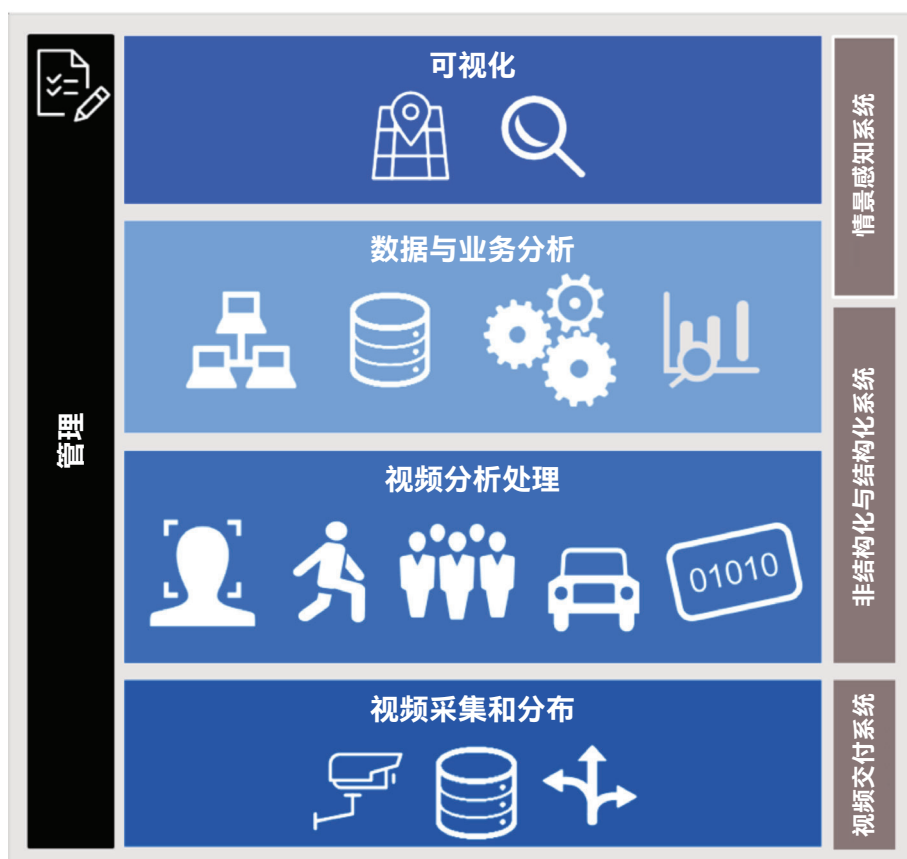 管理
可视化
数据与业务分析
视频分析处理
01010
视频采集和分布
情景感知系统
非结构化与结构化系统
视频交付系统